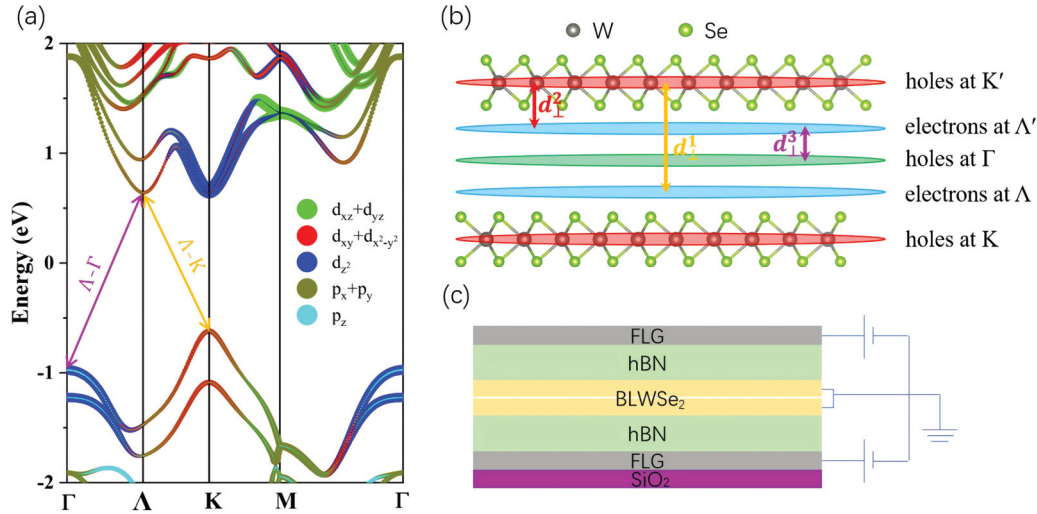 (a)
2
1
0
-1
-2
Energy (eV)
Γ
Λ
K
M
Γ
Λ-Γ
Λ-K
d_xz+d_yz
d_xy+d_x²-y²
d_z²
p_x+p_y
p_z
(b)
W
Se
holes at K′
electrons at Λ′
holes at Γ
electrons at Λ
holes at K
d²⊥
d¹⊥
d³⊥
(c)
FLG
hBN
BLWSe₂
hBN
FLG
SiO₂